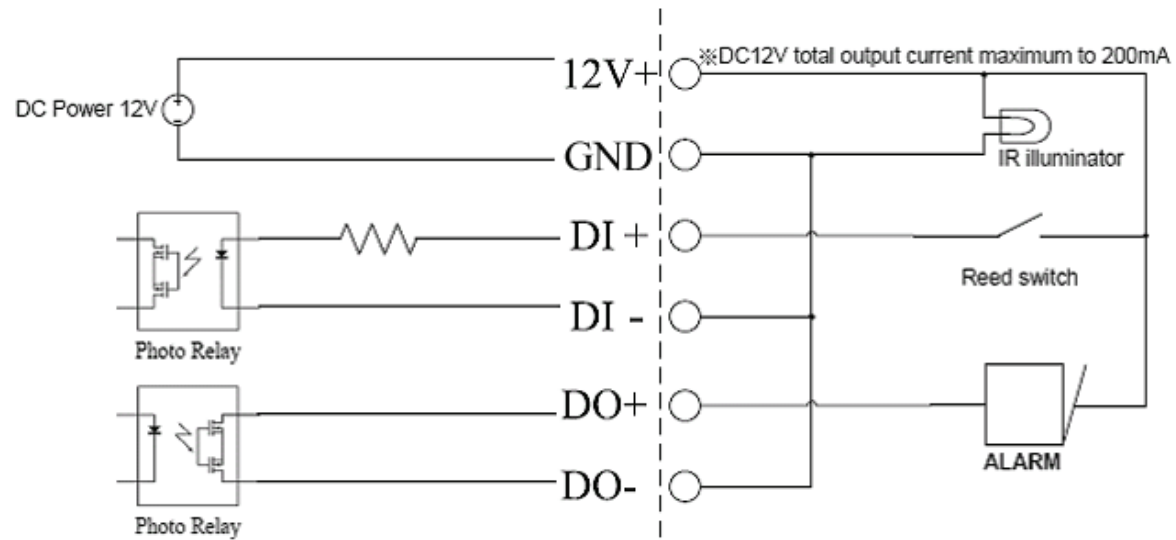 ※DC12V total output current maximum to 200mA
12V+
DC Power 12V
GND
IR illuminator
DI +
Reed switch
DI -
Photo Relay
DO+
ALARM
DO-
Photo Relay